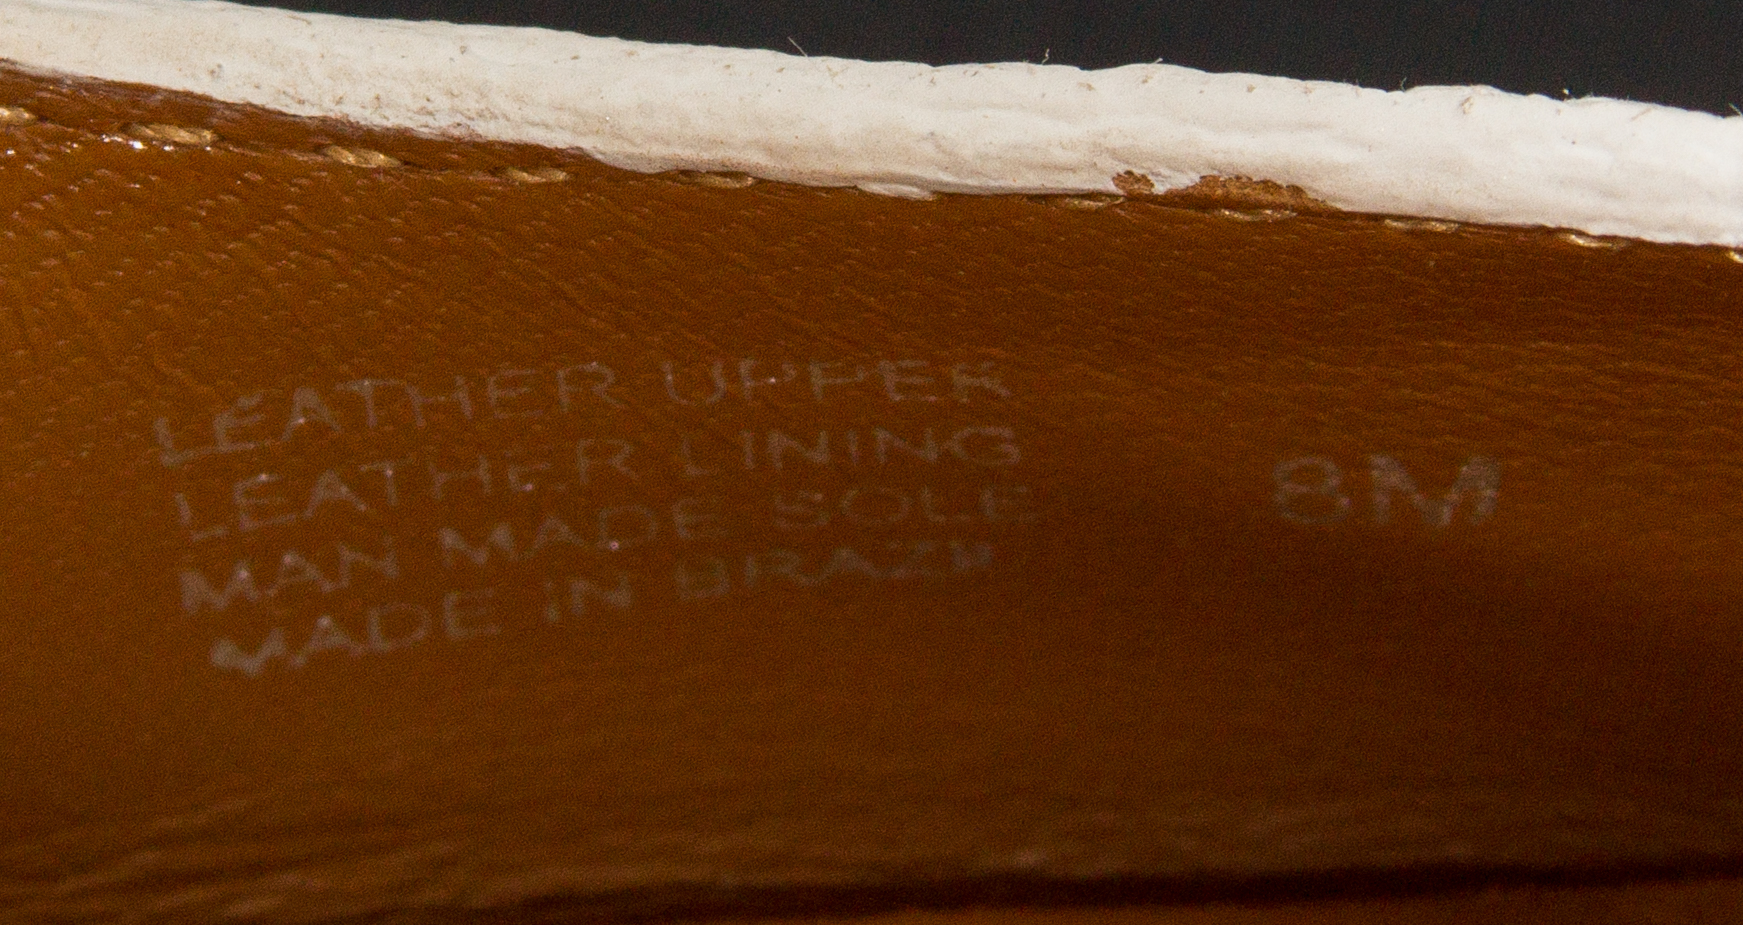 LEATHER UPPER
LEATHER LINING
MAN MADE SOLE
MADE IN BRAZIL
8M